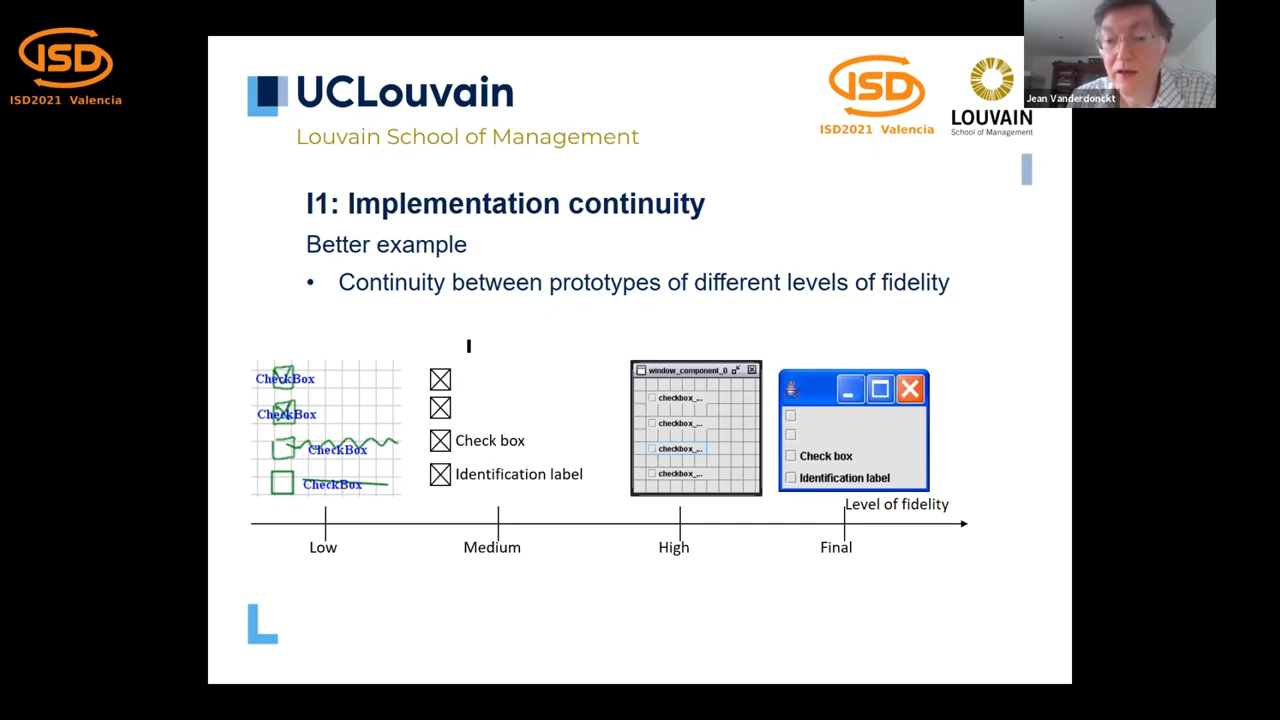 ISD
ISD2021 Valencia
UCLouvain
Louvain School of Management
ISD
ISD2021 Valencia
LOUVAIN
School of Management
Jean Vanderdonckt
I1: Implementation continuity
Better example
• Continuity between prototypes of different levels of fidelity
CheckBox
CheckBox
CheckBox
CheckBox
Check box
Identification label
window_component_0
checkbox_...
checkbox_...
checkbox_...
checkbox_...
Check box
Identification label
Level of fidelity
Low
Medium
High
Final